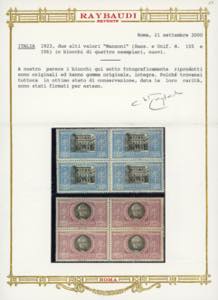 RAYBAUDI
Roma, 21 settembre 2000
ITALIA 1923, due alti valori "Manzoni" (Sass. e Unif. N. 155 e
156) in blocchi di quattro esemplari, nuovi.
A nostro parere i blocchi qui sotto fotograficamente riprodotti
sono originali ed hanno gomma originale, integra. Poiché trovansi
tuttora in ottimo stato di conservazione, data la loro rarità,
sono stati firmati per esteso.
ROMA